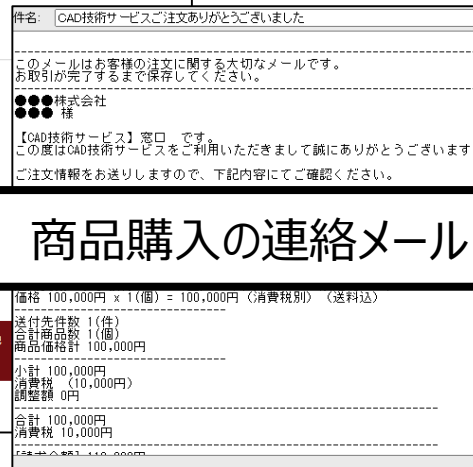 件名: CAD技術サービスご注文ありがとうございました
このメールはお客様の注文に関する大切なメールです。
お取引が完了するまで保存してください。
●●●株式会社
●●● 様
【CAD技術サービス】窓口 です。
この度はCAD技術サービスをご利用いただきまして誠にありがとうございます
ご注文情報をお送りしますので、下記内容にてご確認ください。
商品購入の連絡メール
価格 100,000円 x 1(個) = 100,000円 (消費税別) (送料込)
送付先件数 1(件)
合計商品数 1(個)
商品価格計 100,000円
小計 100,000円
消費税 (10,000円)
調整額 0円
合計 100,000円
消費税 10,000円
[請求金額] 110,000円